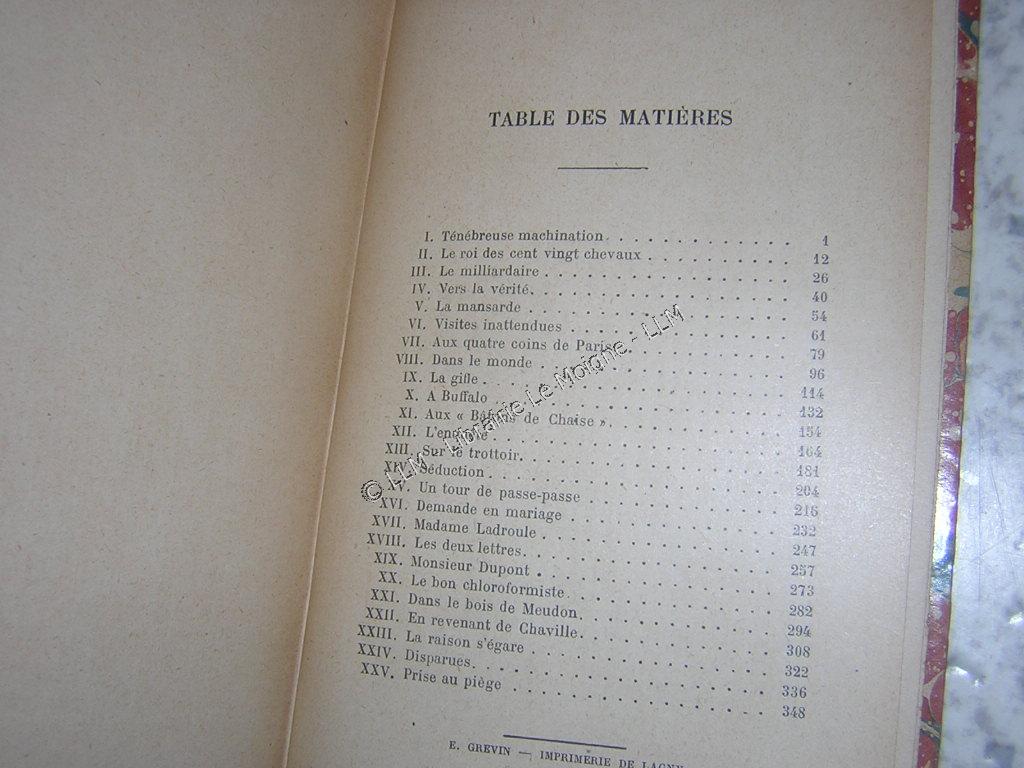 TABLE DES MATIÈRES
I. Ténébreuse machination. . . . . . . . . . . . 1
II. Le roi des cent vingt chevaux . . . . . . . . . 12
III. Le milliardaire . . . . . . . . . . . . . . . 26
IV. Vers la vérité. . . . . . . . . . . . . . . . 40
V. La mansarde . . . . . . . . . . . . . . . . 54
VI. Visites inattendues . . . . . . . . . . . . . 61
VII. Aux quatre coins de Paris . . . . . . . . . . 79
VIII. Dans le monde . . . . . . . . . . . . . . . 96
IX. La gifle . . . . . . . . . . . . . . . . . . 114
X. A Buffalo . . . . . . . . . . . . . . . . . 132
XI. Aux « Bâtons de Chaise ». . . . . . . . . . . 154
XII. . . . . . . . . . . . . . . . . . . 164
XIII. Sur le trottoir. . . . . . . . . . . . . . . . 181
XIV. Séduction . . . . . . . . . . . . . . . . . 204
XV. Un tour de passe-passe . . . . . . . . . . . 216
XVI. Demande en mariage . . . . . . . . . . . . 232
XVII. Madame Ladroule . . . . . . . . . . . . . . 247
XVIII. Les deux lettres. . . . . . . . . . . . . . . 257
XIX. Monsieur Dupont . . . . . . . . . . . . . . 273
XX. Le bon chloroformiste. . . . . . . . . . . . 282
XXI. Dans le bois de Meudon. . . . . . . . . . . 294
XXII. En revenant de Chaville. . . . . . . . . . . 308
XXIII. La raison s'égare . . . . . . . . . . . . . . 322
XXIV. Disparues. . . . . . . . . . . . . . . . . . 336
XXV. Prise au piège . . . . . . . . . . . . . . . 348
E. GREVIN — IMPRIMERIE DE LAGNY
© LLM - Librairie Le Moigne - LLM